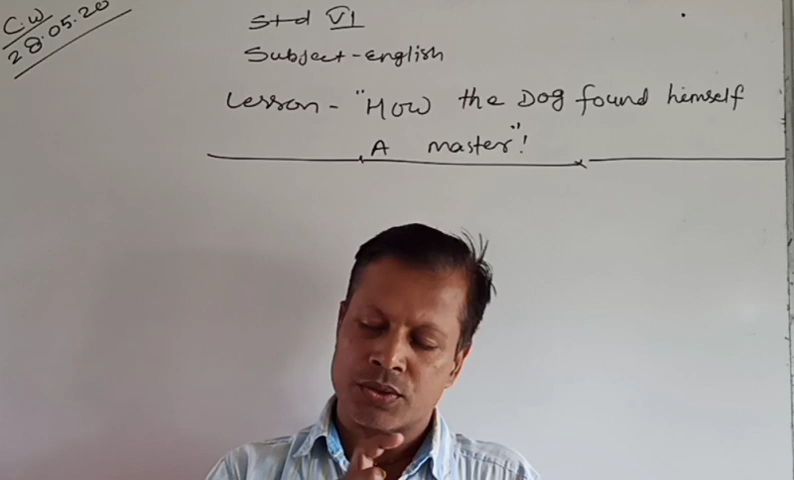 C.W
28.05.20
Std VI
Subject-English
Lesson - "How the Dog found himself
A master"!